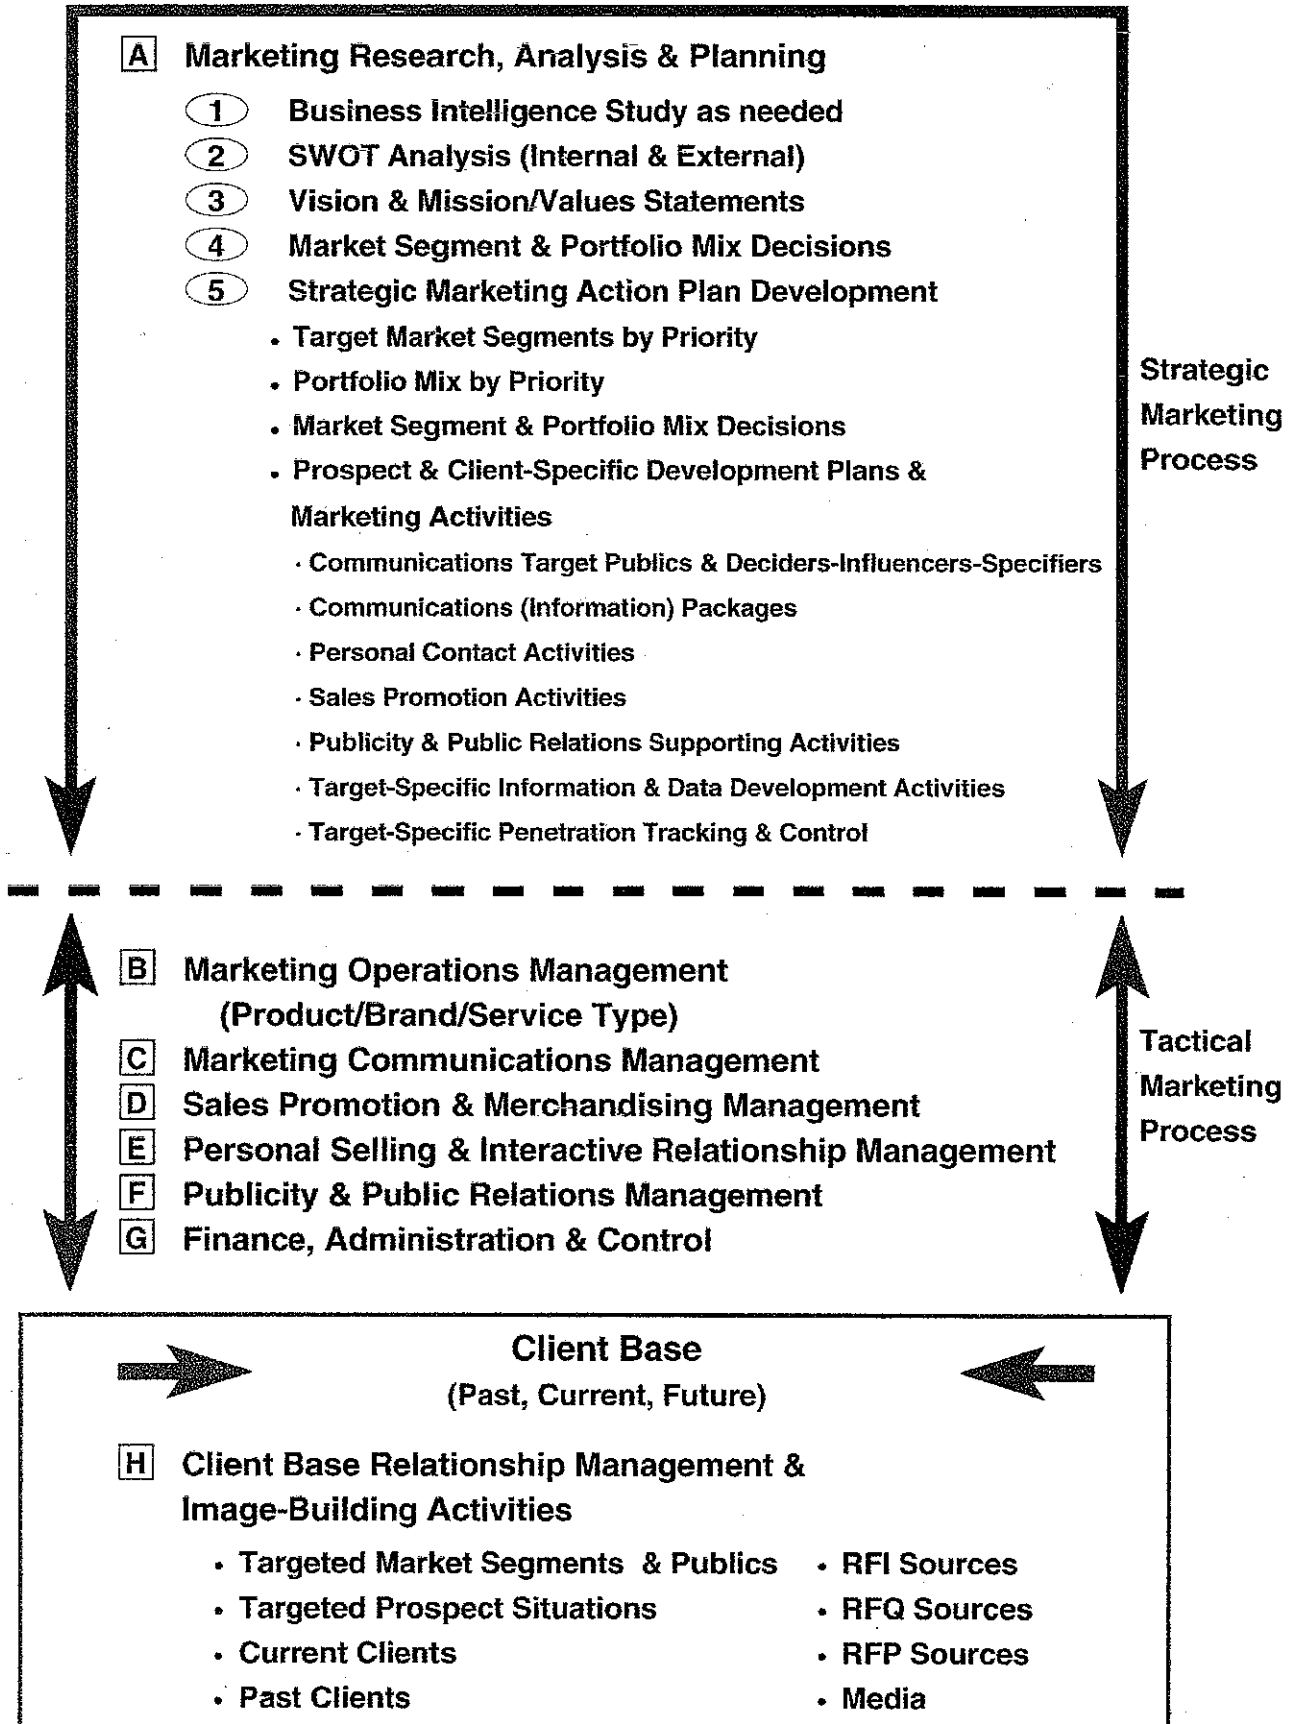 A Marketing Research, Analysis & Planning
1 Business Intelligence Study as needed
2 SWOT Analysis (Internal & External)
3 Vision & Mission/Values Statements
4 Market Segment & Portfolio Mix Decisions
5 Strategic Marketing Action Plan Development
• Target Market Segments by Priority
• Portfolio Mix by Priority
• Market Segment & Portfolio Mix Decisions
• Prospect & Client-Specific Development Plans &
Marketing Activities
· Communications Target Publics & Deciders-Influencers-Specifiers
· Communications (Information) Packages
· Personal Contact Activities
· Sales Promotion Activities
· Publicity & Public Relations Supporting Activities
· Target-Specific Information & Data Development Activities
· Target-Specific Penetration Tracking & Control
Strategic
Marketing
Process
B Marketing Operations Management
(Product/Brand/Service Type)
C Marketing Communications Management
D Sales Promotion & Merchandising Management
E Personal Selling & Interactive Relationship Management
F Publicity & Public Relations Management
G Finance, Administration & Control
Tactical
Marketing
Process
Client Base
(Past, Current, Future)
H Client Base Relationship Management &
Image-Building Activities
• Targeted Market Segments & Publics
• Targeted Prospect Situations
• Current Clients
• Past Clients
• RFI Sources
• RFQ Sources
• RFP Sources
• Media